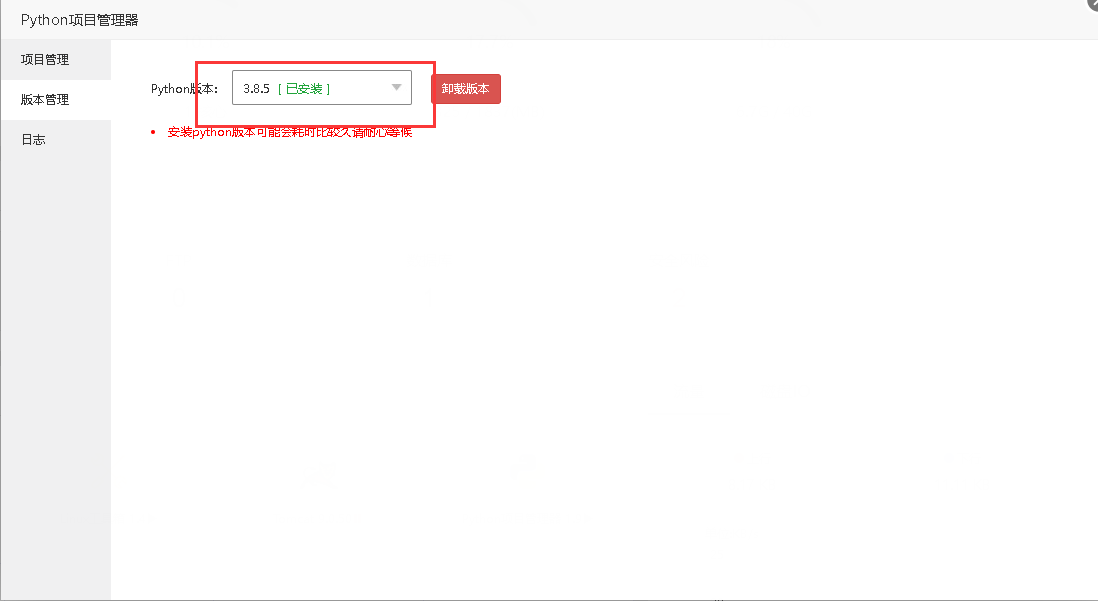 Python项目管理器
项目管理
版本管理
日志
Python版本： 3.8.5 [ 已安装 ] 卸载版本
安装python版本可能会耗时比较久请耐心等候